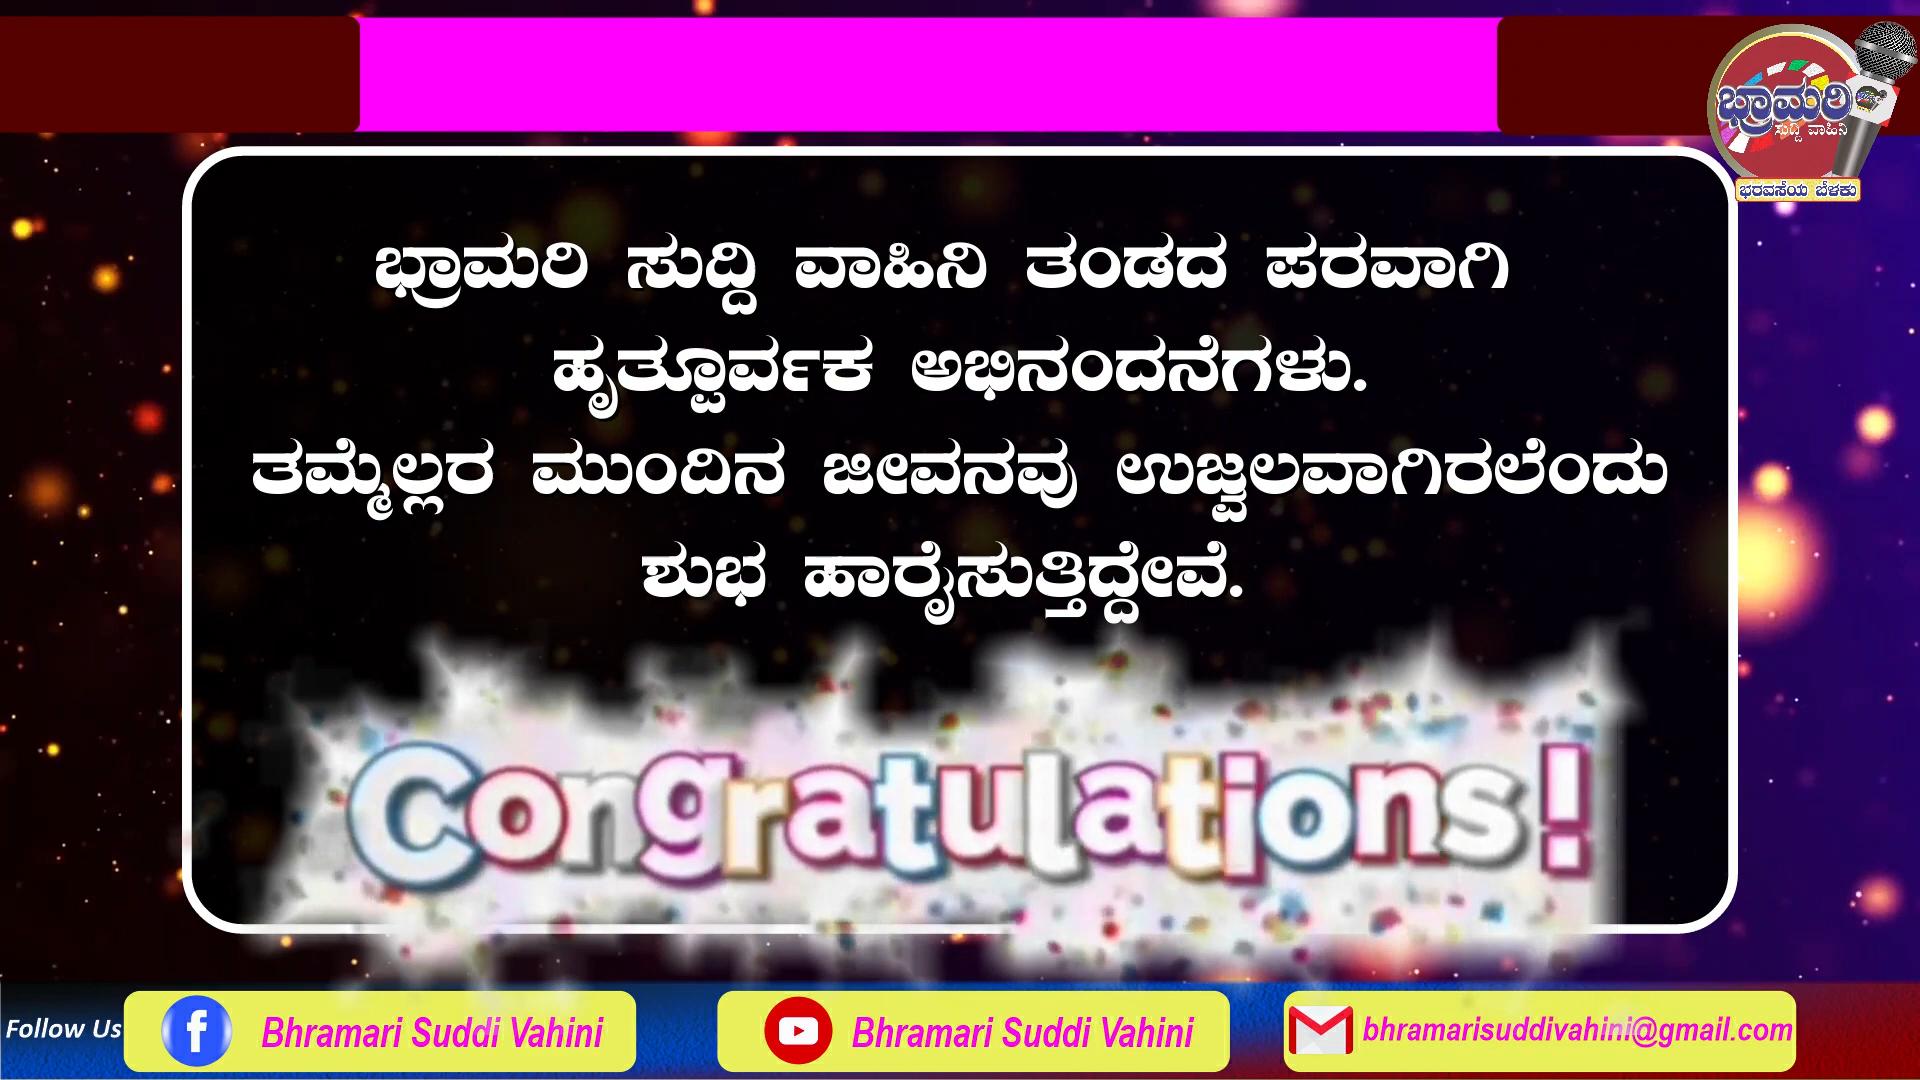 ಭ್ರಾಮರಿ
ಸುದ್ದಿ ವಾಹಿನಿ
ಭರವಸೆಯ ಬೆಳಕು
ಭ್ರಾಮರಿ ಸುದ್ದಿ ವಾಹಿನಿ ತಂಡದ ಪರವಾಗಿ
ಹೃತ್ಪೂರ್ವಕ ಅಭಿನಂದನೆಗಳು.
ತಮ್ಮೆಲ್ಲರ ಮುಂದಿನ ಜೀವನವು ಉಜ್ವಲವಾಗಿರಲೆಂದು
ಶುಭ ಹಾರೈಸುತ್ತಿದ್ದೇವೆ.
Congratulations!
Follow Us Bhramari Suddi Vahini Bhramari Suddi Vahini bhramarisuddivahini@gmail.com